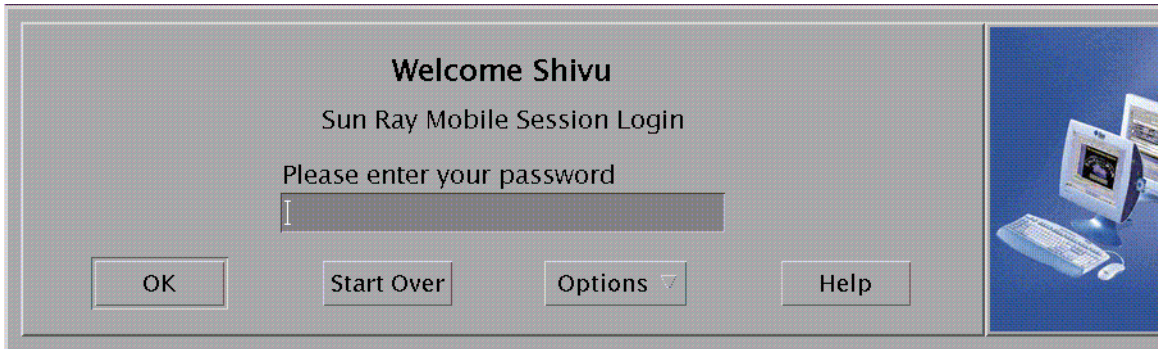 Welcome Shivu
Sun Ray Mobile Session Login
Please enter your password
OK Start Over Options Help